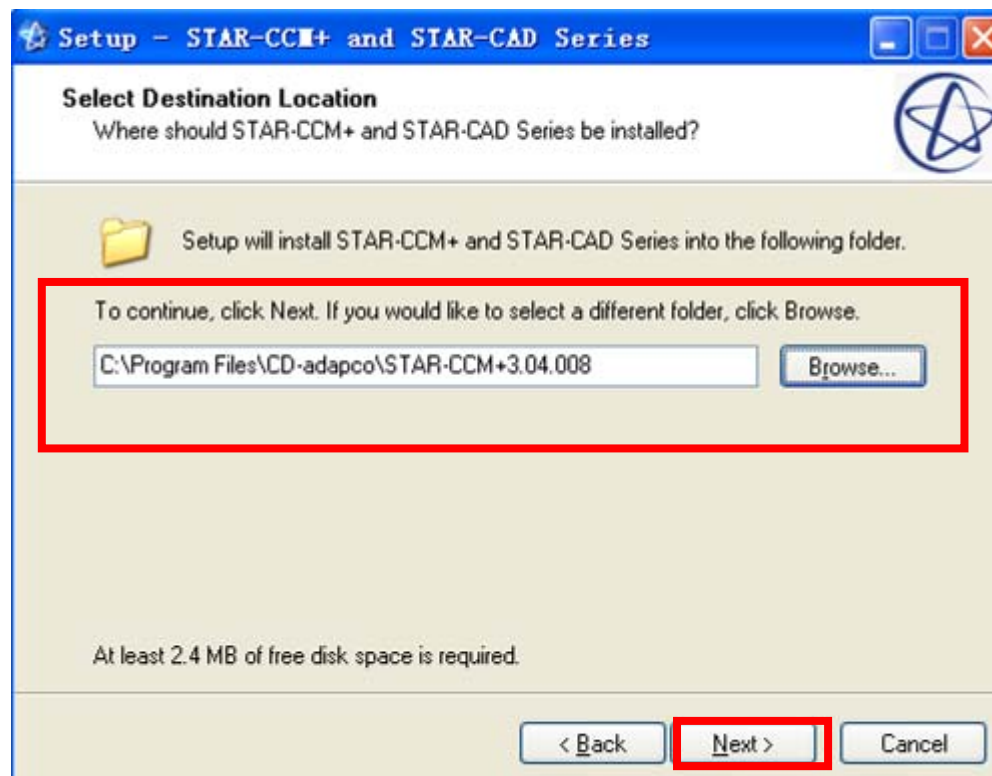 Setup - STAR-CCM+ and STAR-CAD Series
Select Destination Location
Where should STAR-CCM+ and STAR-CAD Series be installed?
Setup will install STAR-CCM+ and STAR-CAD Series into the following folder.
To continue, click Next. If you would like to select a different folder, click Browse.
C:\Program Files\CD-adapco\STAR-CCM+3.04.008
Browse...
At least 2.4 MB of free disk space is required.
< Back Next > Cancel